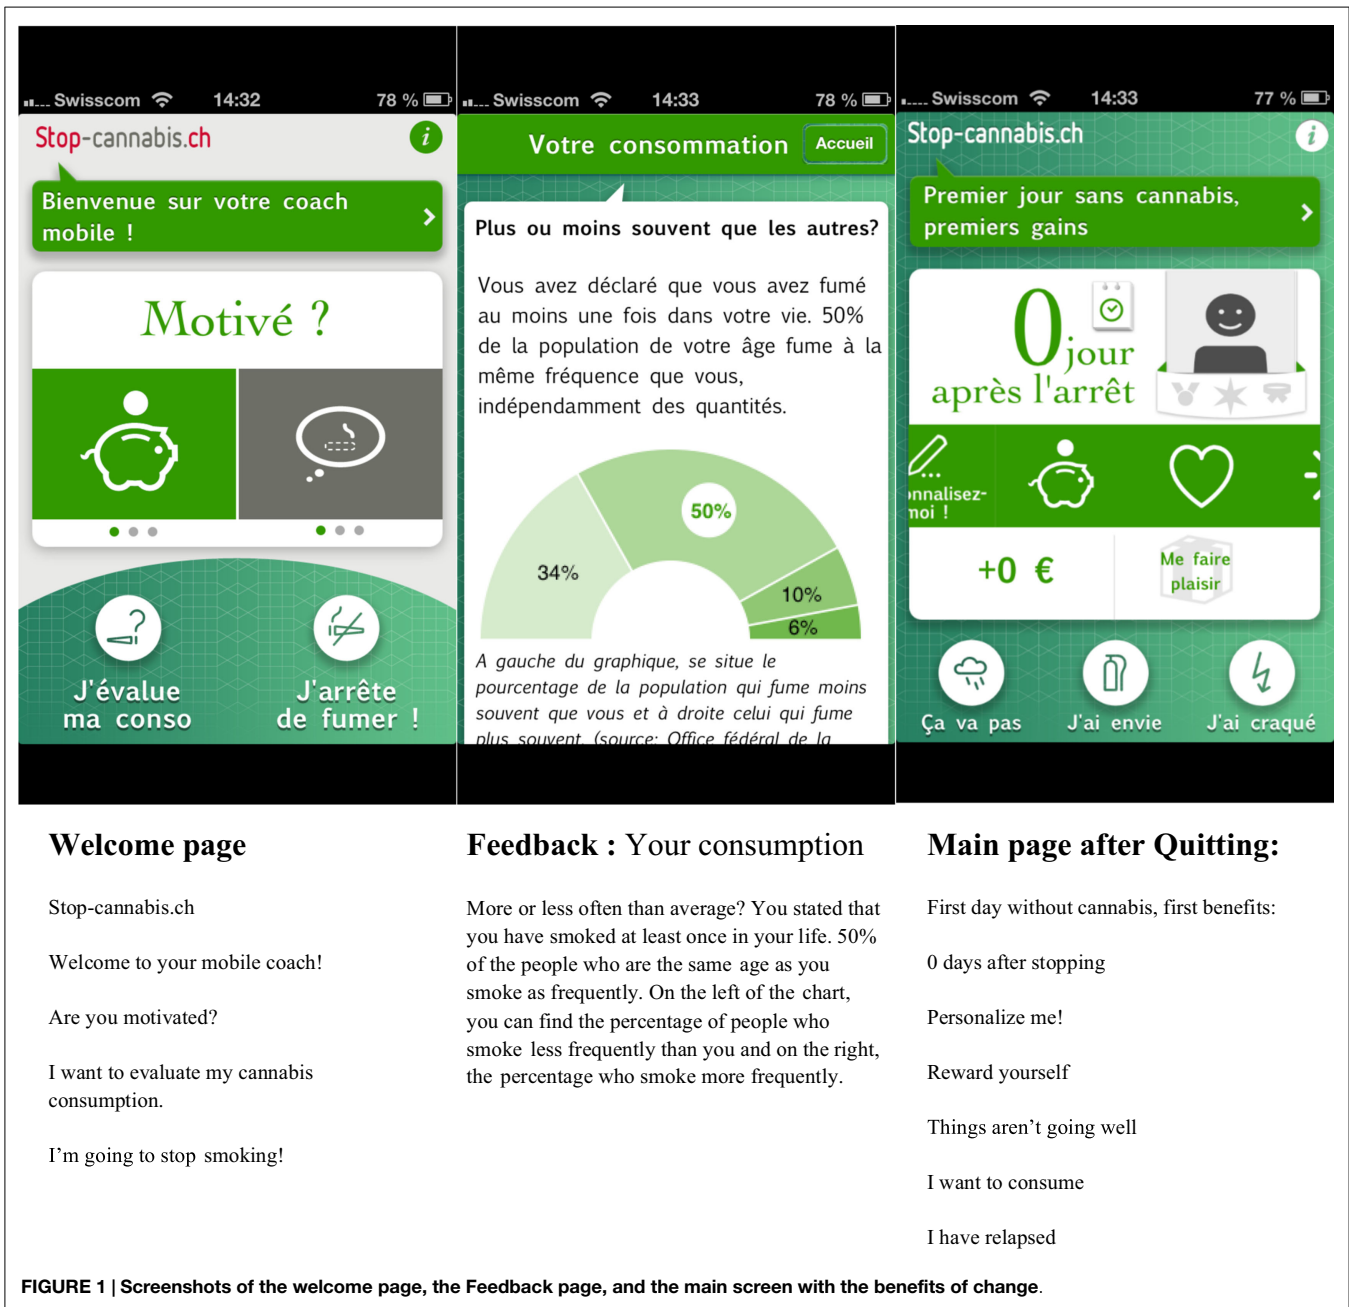 Swisscom 14:32 78 %
Stop-cannabis.ch
i
Bienvenue sur votre coach
mobile !
Motivé ?
J'évalue
ma conso
J'arrête
de fumer !
Swisscom 14:33 78 %
Votre consommation
Accueil
Plus ou moins souvent que les autres?
Vous avez déclaré que vous avez fumé
au moins une fois dans votre vie. 50%
de la population de votre âge fume à la
même fréquence que vous,
indépendamment des quantités.
50%
34%
10%
6%
A gauche du graphique, se situe le
pourcentage de la population qui fume moins
souvent que vous et à droite celui qui fume
plus souvent. (source: Office fédéral de la
Swisscom 14:33 77 %
Stop-cannabis.ch
i
Premier jour sans cannabis,
premiers gains
0 jour
après l'arrêt
onnalisez-
moi !
+0 €
Me faire
plaisir
Ça va pas
J'ai envie
J'ai craqué
Welcome page
Stop-cannabis.ch
Welcome to your mobile coach!
Are you motivated?
I want to evaluate my cannabis
consumption.
I'm going to stop smoking!
Feedback : Your consumption
More or less often than average? You stated that
you have smoked at least once in your life. 50%
of the people who are the same age as you
smoke as frequently. On the left of the chart,
you can find the percentage of people who
smoke less frequently than you and on the right,
the percentage who smoke more frequently.
Main page after Quitting:
First day without cannabis, first benefits:
0 days after stopping
Personalize me!
Reward yourself
Things aren't going well
I want to consume
I have relapsed
FIGURE 1 | Screenshots of the welcome page, the Feedback page, and the main screen with the benefits of change.